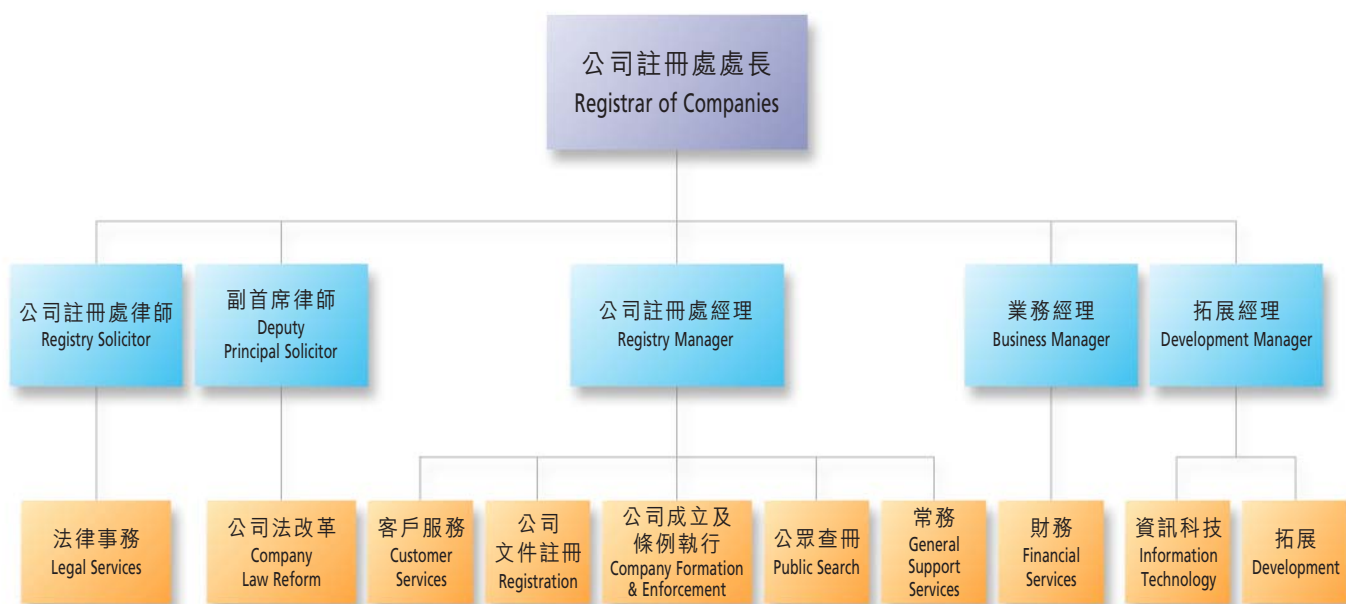 公司註冊處處長
Registrar of Companies
公司註冊處律師
Registry Solicitor
副首席律師
Deputy
Principal Solicitor
公司註冊處經理
Registry Manager
業務經理
Business Manager
拓展經理
Development Manager
法律事務
Legal Services
公司法改革
Company
Law Reform
客戶服務
Customer
Services
公司
文件註冊
Registration
公司成立及
條例執行
Company Formation
& Enforcement
公眾查冊
Public Search
常務
General
Support
Services
財務
Financial
Services
資訊科技
Information
Technology
拓展
Development